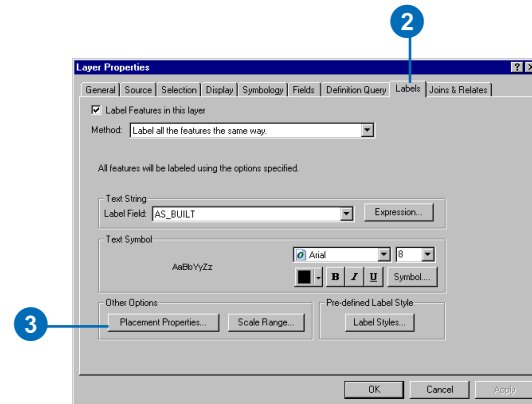 2
Layer Properties
General Source Selection Display Symbology Fields Definition Query Labels Joins & Relates
Label Features in this layer
Method: Label all the features the same way.
All features will be labeled using the options specified.
Text String
Label Field: AS_BUILT Expression...
Text Symbol
AaBbYyZz
Arial 8
B I U Symbol...
Other Options Pre-defined Label Style
3
Placement Properties... Scale Range... Label Styles...
OK Cancel Apply